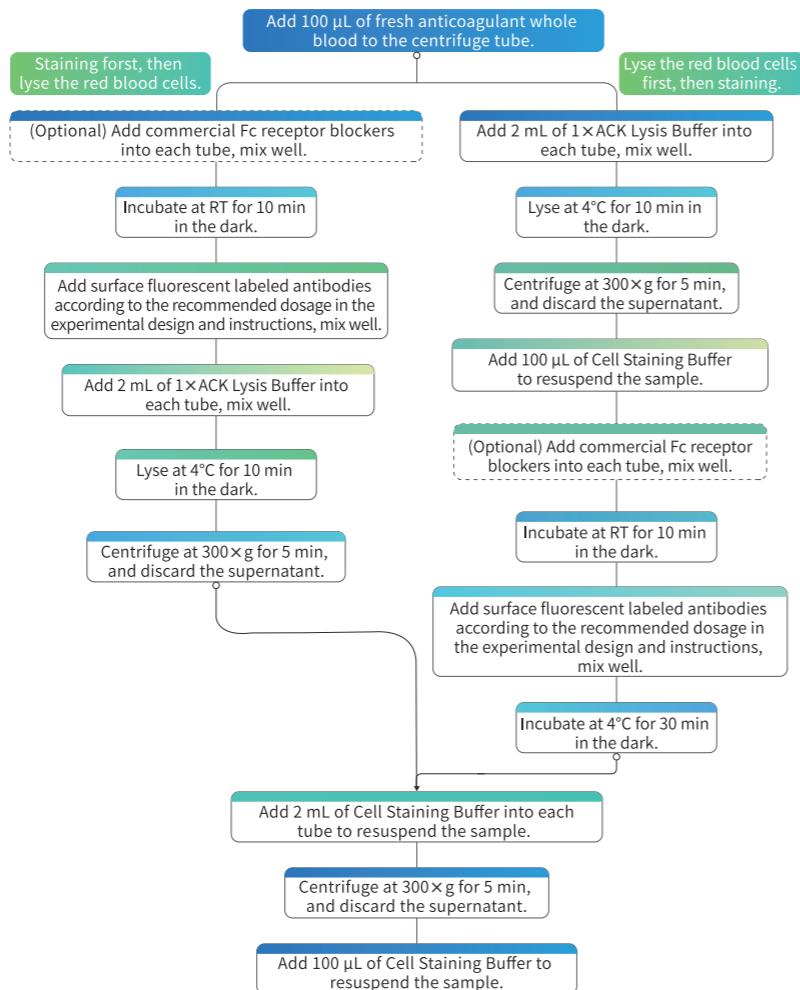 Add 100 μL of fresh anticoagulant whole
blood to the centrifuge tube.
Staining forst, then
lyse the red blood cells.
(Optional) Add commercial Fc receptor blockers
into each tube, mix well.
Incubate at RT for 10 min
in the dark.
Add surface fluorescent labeled antibodies
according to the recommended dosage in the
experimental design and instructions, mix well.
Add 2 mL of 1×ACK Lysis Buffer into
each tube, mix well.
Lyse at 4°C for 10 min
in the dark.
Centrifuge at 300×g for 5 min,
and discard the supernatant.
Lyse the red blood cells
first, then staining.
Add 2 mL of 1×ACK Lysis Buffer into
each tube, mix well.
Lyse at 4°C for 10 min in
the dark.
Centrifuge at 300×g for 5 min,
and discard the supernatant.
Add 100 μL of Cell Staining Buffer
to resuspend the sample.
(Optional) Add commercial Fc receptor
blockers into each tube, mix well.
Incubate at RT for 10 min
in the dark.
Add surface fluorescent labeled antibodies
according to the recommended dosage in
the experimental design and instructions,
mix well.
Incubate at 4°C for 30 min
in the dark.
Add 2 mL of Cell Staining Buffer into each
tube to resuspend the sample.
Centrifuge at 300×g for 5 min,
and discard the supernatant.
Add 100 μL of Cell Staining Buffer to
resuspend the sample.